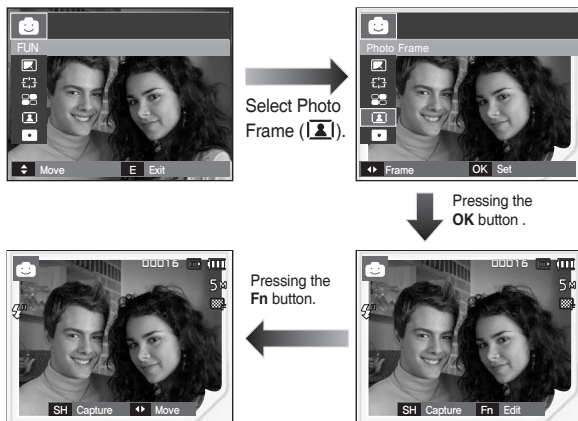 FUN
Move E Exit
Select Photo
Frame ( ).
Photo Frame
Frame OK Set
Pressing the
OK button .
00016
5M
SH Capture Fn Edit
Pressing the
Fn button.
00016
5M
SH Capture Move